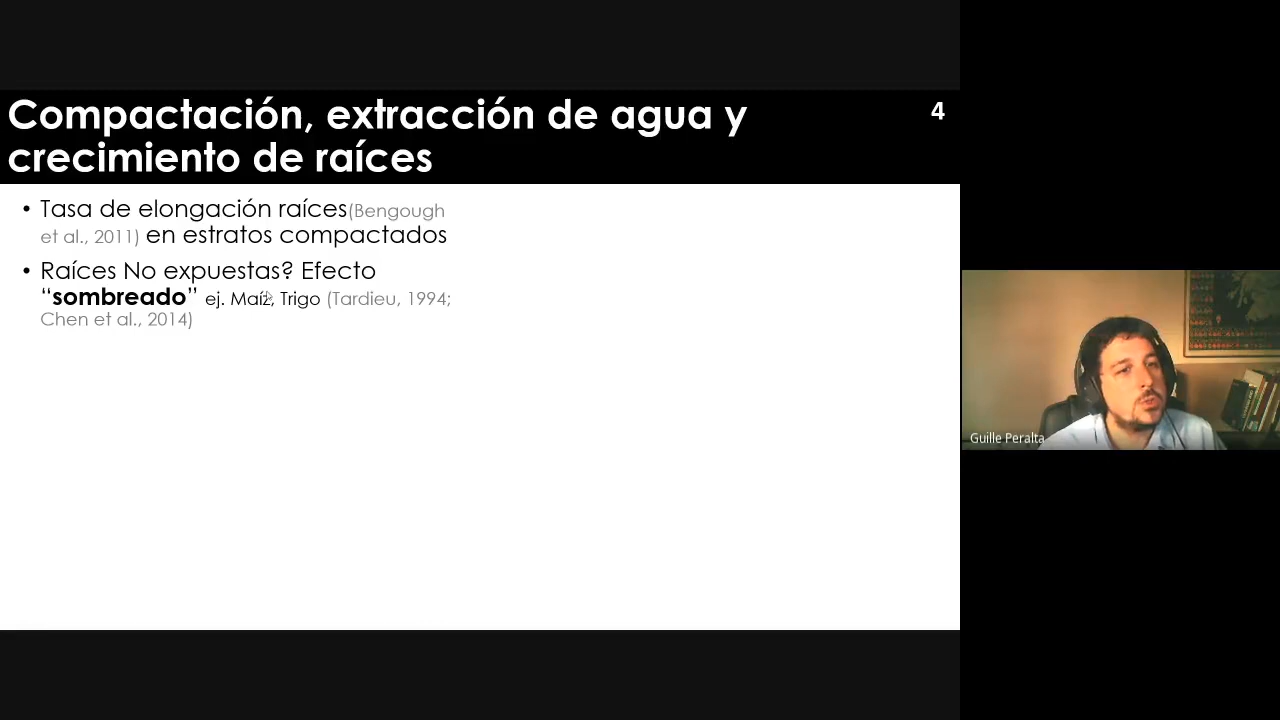 Compactación, extracción de agua y
crecimiento de raíces
4
• Tasa de elongación raíces(Bengough
et al., 2011) en estratos compactados
• Raíces No expuestas? Efecto
“sombreado” ej. Maíz, Trigo (Tardieu, 1994;
Chen et al., 2014)
Guille Peralta